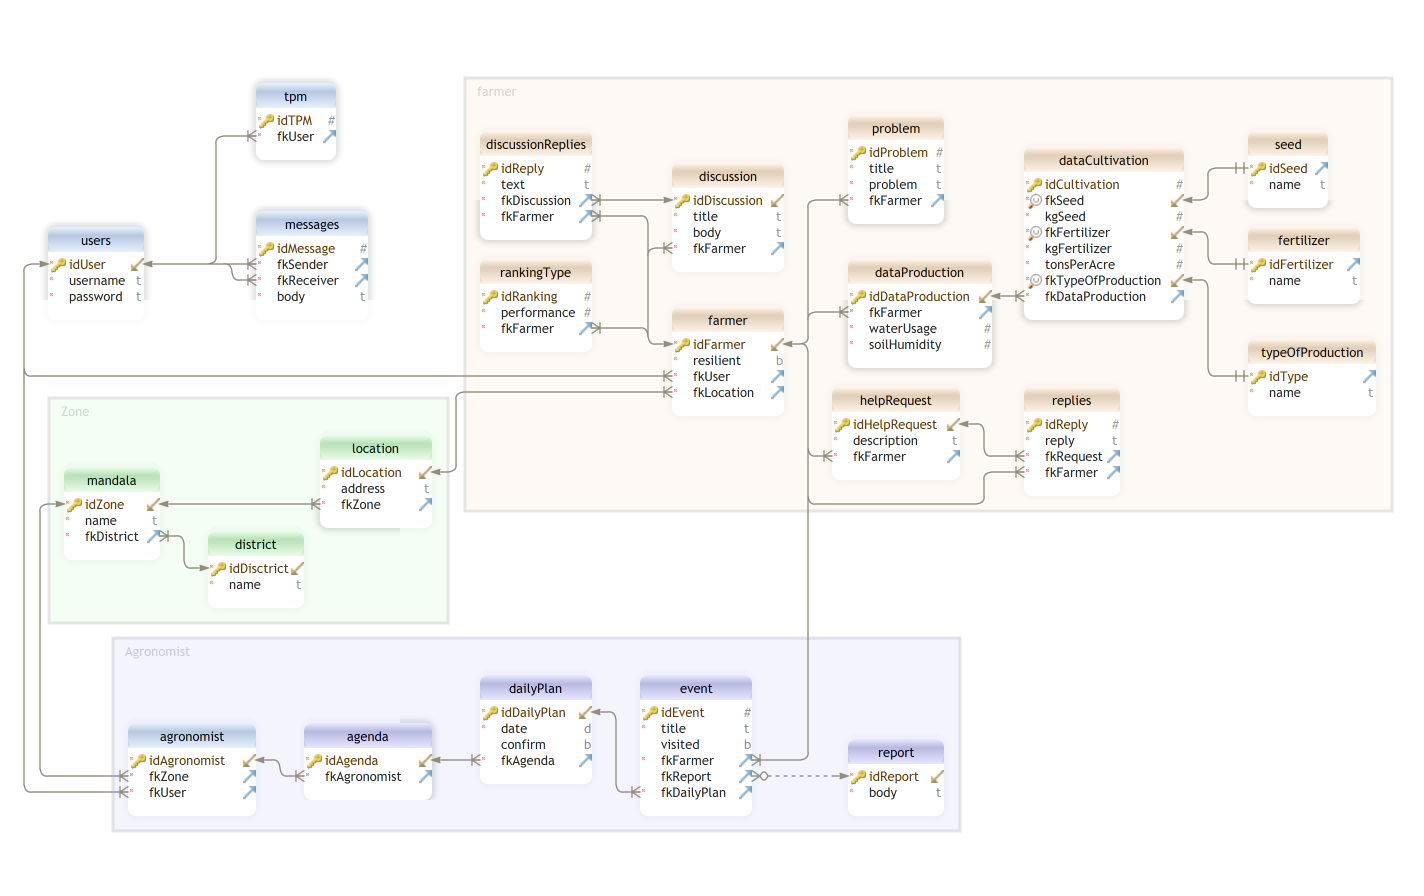 tpm
idTPM #
fkUser
users
idUser
username t
password t
messages
idMessage #
fkSender
fkReceiver
body t
farmer
discussionReplies
idReply #
text t
fkDiscussion
fkFarmer
rankingType
idRanking #
performance #
fkFarmer
discussion
idDiscussion
title t
body t
fkFarmer
farmer
idFarmer
resilient b
fkUser
fkLocation
problem
idProblem #
title t
problem t
fkFarmer
dataProduction
idDataProduction
fkFarmer
waterUsage #
soilHumidity #
helpRequest
idHelpRequest
description t
fkFarmer
dataCultivation
idCultivation #
fkSeed
kgSeed #
fkFertilizer
kgFertilizer #
tonsPerAcre #
fkTypeOfProduction
fkDataProduction
replies
idReply #
reply t
fkRequest
fkFarmer
seed
idSeed
name t
fertilizer
idFertilizer
name t
typeOfProduction
idType
name t
Zone
mandala
idZone
name t
fkDistrict
location
idLocation
address t
fkZone
district
idDisctrict
name t
Agronomist
agronomist
idAgronomist
fkZone
fkUser
agenda
idAgenda
fkAgronomist
dailyPlan
idDailyPlan
date d
confirm b
fkAgenda
event
idEvent #
title t
visited b
fkFarmer
fkReport
fkDailyPlan
report
idReport
body t